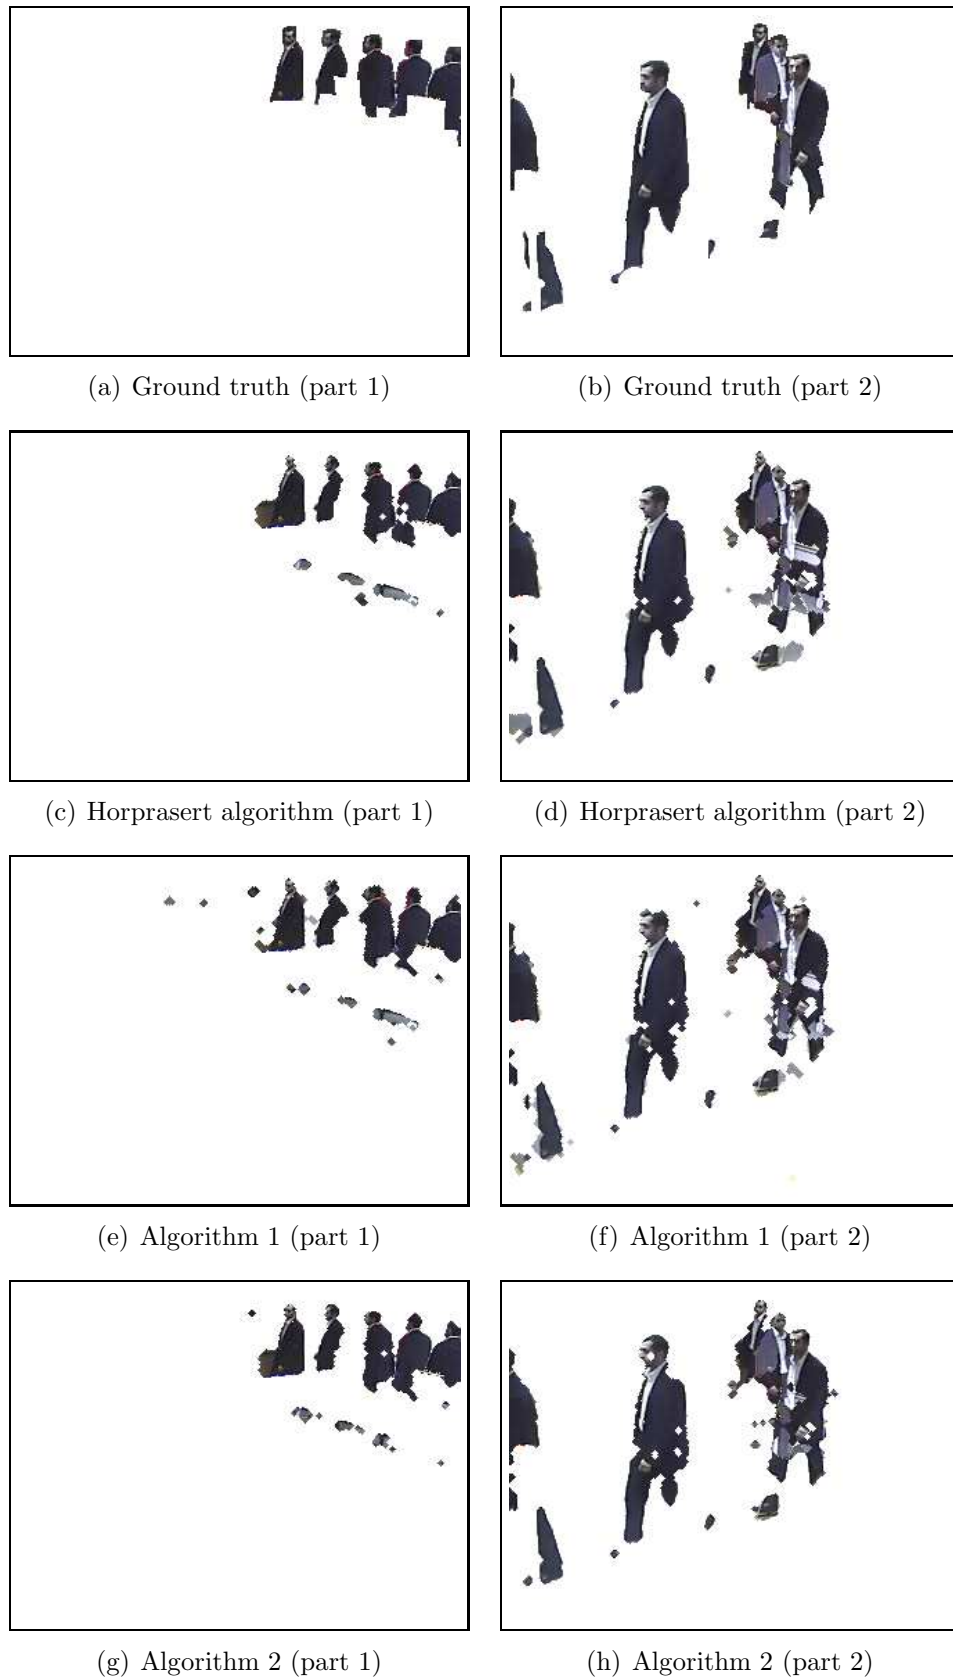 (a) Ground truth (part 1)
(b) Ground truth (part 2)
(c) Horprasert algorithm (part 1)
(d) Horprasert algorithm (part 2)
(e) Algorithm 1 (part 1)
(f) Algorithm 1 (part 2)
(g) Algorithm 2 (part 1)
(h) Algorithm 2 (part 2)